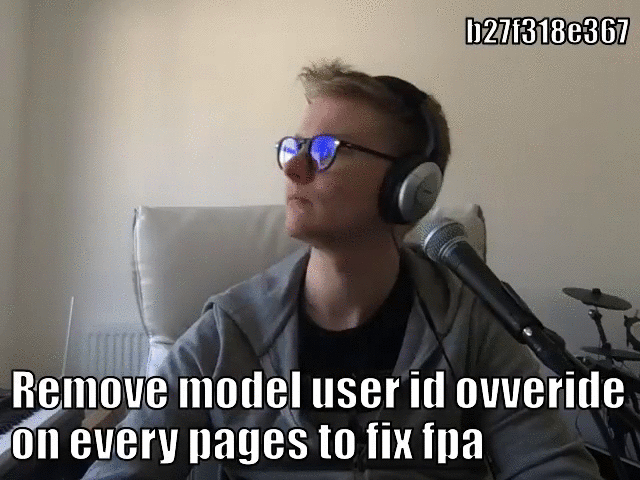 b27f318e367
Remove model user id ovveride
on every pages to fix fpa